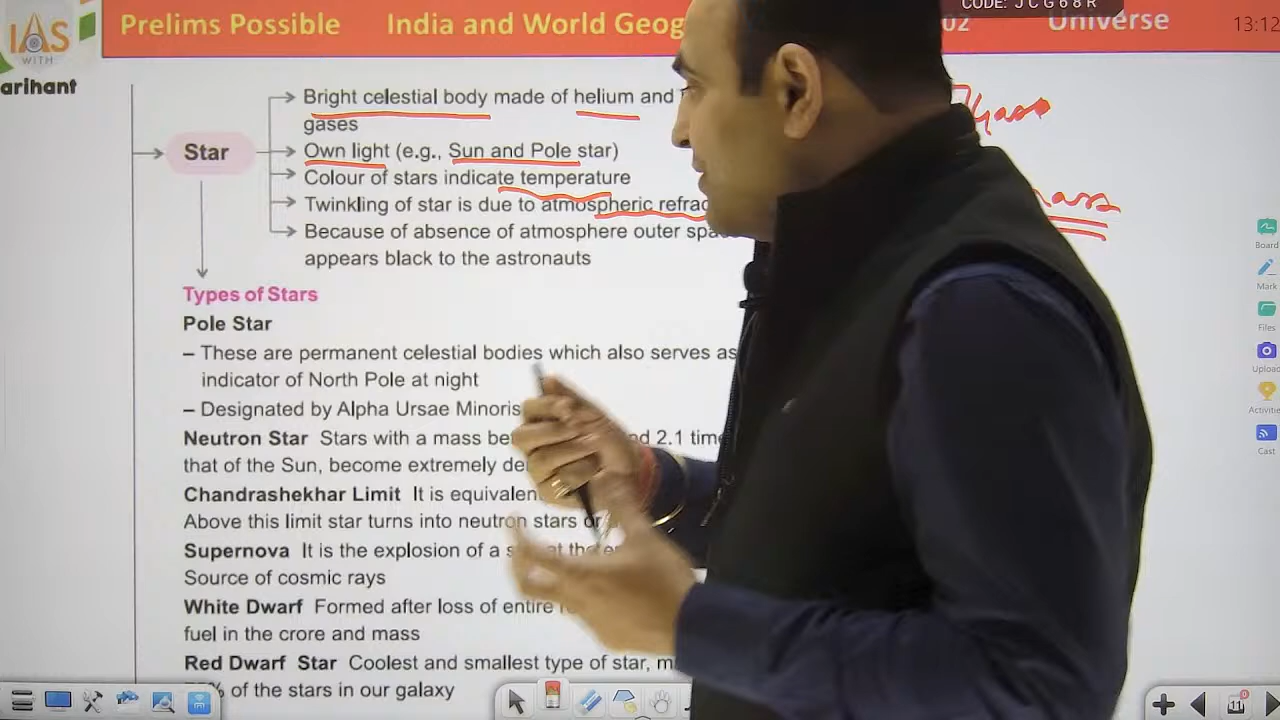 CODE: J C G 6 8 R
IAS
WITH
arihant
Prelims Possible India and World Geog
02 Universe
13:12
Star
Bright celestial body made of helium and
gases
Own light (e.g., Sun and Pole star)
Colour of stars indicate temperature
Twinkling of star is due to atmospheric refrac
Because of absence of atmosphere outer spac
appears black to the astronauts
mass
Types of Stars
Pole Star
– These are permanent celestial bodies which also serves as
indicator of North Pole at night
– Designated by Alpha Ursae Minoris
Neutron Star Stars with a mass be nd 2.1 time
that of the Sun, become extremely de
Chandrashekhar Limit It is equivalen
Above this limit star turns into neutron stars or
Supernova It is the explosion of a s at the e
Source of cosmic rays
White Dwarf Formed after loss of entire
fuel in the crore and mass
Red Dwarf Star Coolest and smallest type of star, m
% of the stars in our galaxy
Board
Mark
Files
Upload
Activitie
Cast
11